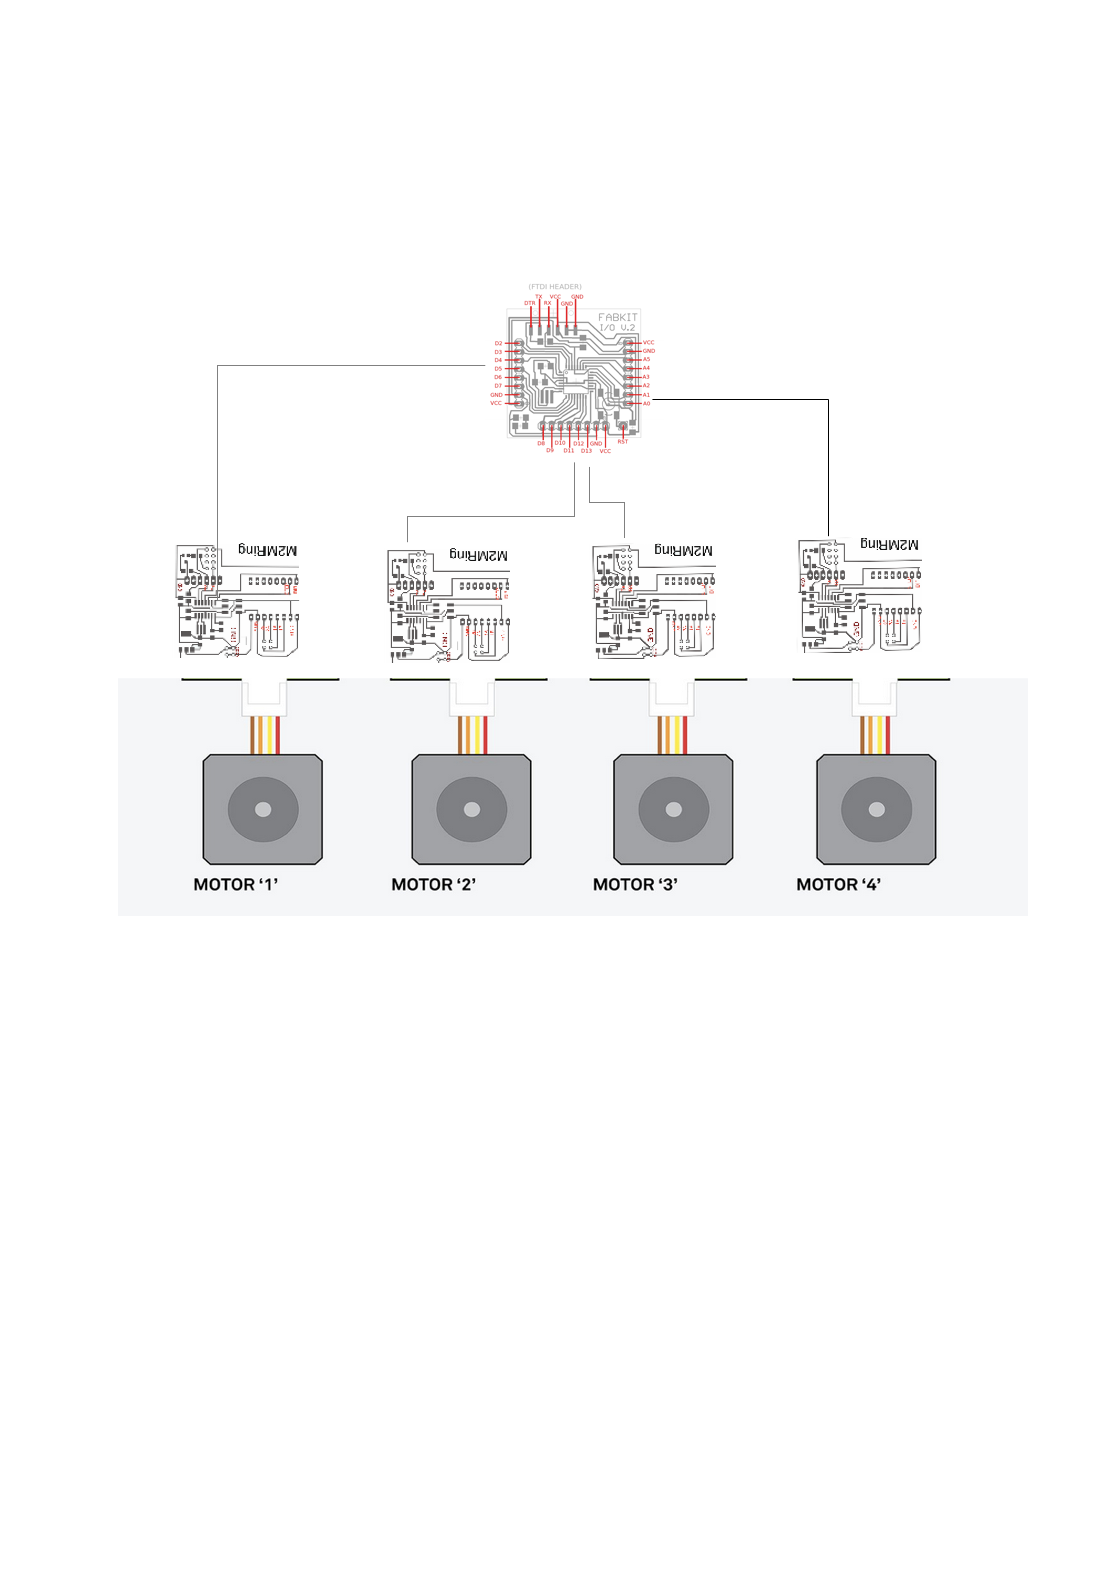 (FTDI HEADER)
TX VCC GND
DTR RX GND
FABKIT
I/O V.2
D2 VCC
D3 GND
D4 A5
D5 A4
D6 A3
D7 A2
GND A1
VCC A0
D8 D10 D12 GND RST
D9 D11 D13 VCC
M2MRing M2MRing M2MRing M2MRing
GND GND
MOTOR ‘1’ MOTOR ‘2’ MOTOR ‘3’ MOTOR ‘4’